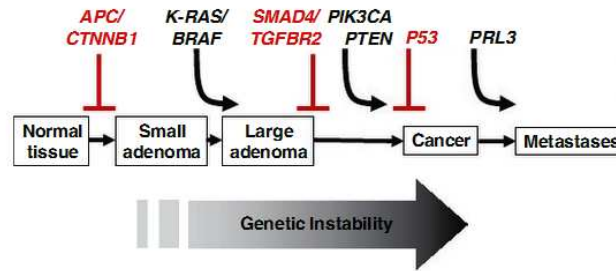 APC/
CTNNB1
K-RAS/
BRAF
SMAD4/
TGFBR2
PIK3CA
PTEN
P53
PRL3
Normal
tissue
Small
adenoma
Large
adenoma
Cancer
Metastases
Genetic Instability